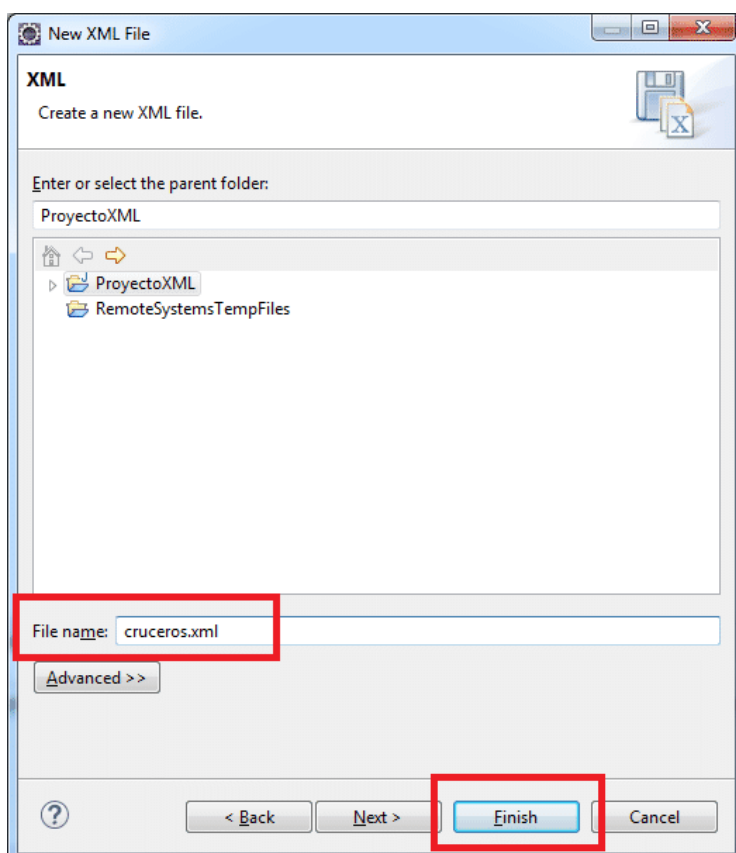 New XML File
XML
Create a new XML file.
Enter or select the parent folder:
ProyectoXML
ProyectoXML
RemoteSystemsTempFiles
File name: cruceros.xml
Advanced >>
< Back Next > Finish Cancel